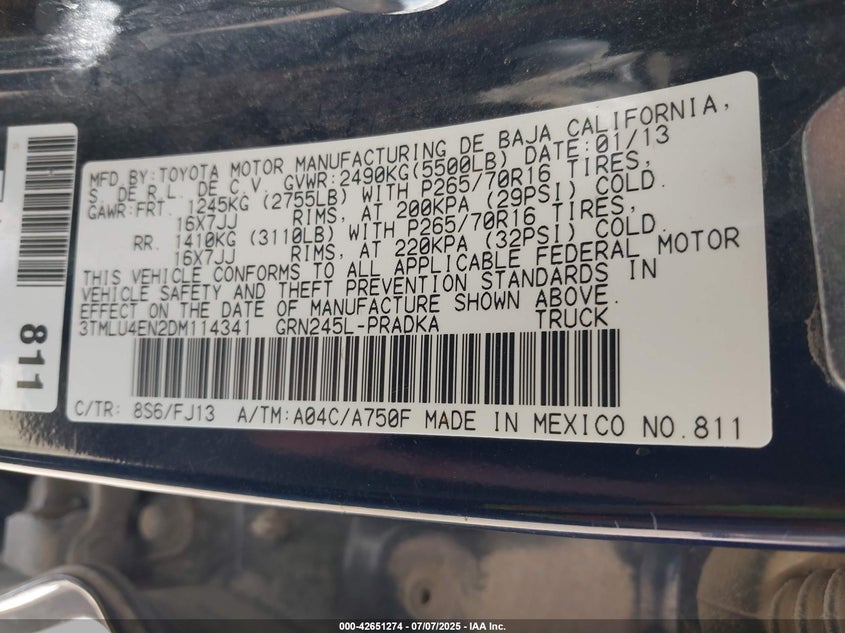 MFD BY:TOYOTA MOTOR MANUFACTURING DE BAJA CALIFORNIA,
S. DE R.L. DE C.V. GVWR:2490KG(5500LB) DATE:01/13
GAWR:FRT. 1245KG (2755LB) WITH P265/70R16 TIRES,
16X7JJ RIMS, AT 200KPA (29PSI) COLD.
RR. 1410KG (3110LB) WITH P265/70R16 TIRES,
16X7JJ RIMS, AT 220KPA (32PSI) COLD.
THIS VEHICLE CONFORMS TO ALL APPLICABLE FEDERAL MOTOR
VEHICLE SAFETY AND THEFT PREVENTION STANDARDS IN
EFFECT ON THE DATE OF MANUFACTURE SHOWN ABOVE.
3TMLU4EN2DM114341 GRN245L-PRADKA TRUCK
C/TR: 8S6/FJ13 A/TM:A04C/A750F MADE IN MEXICO NO.811
811
000-42651274 - 07/07/2025 - IAA Inc.